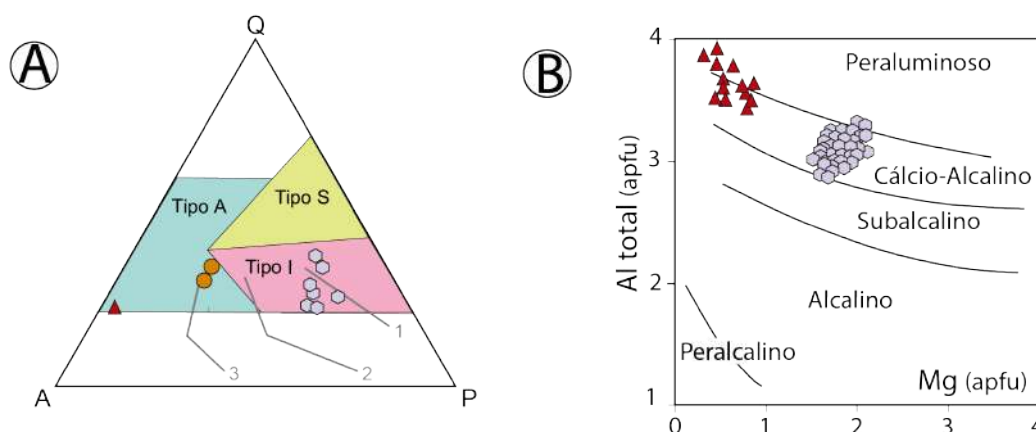 A
Q
Tipo A
Tipo S
Tipo I
1
2
3
A
P
B
Al total (apfu)
4
3
2
1
Peraluminoso
Cálcio-Alcalino
Subalcalino
Alcalino
Peralcalino
Mg (apfu)
0 1 2 3 4